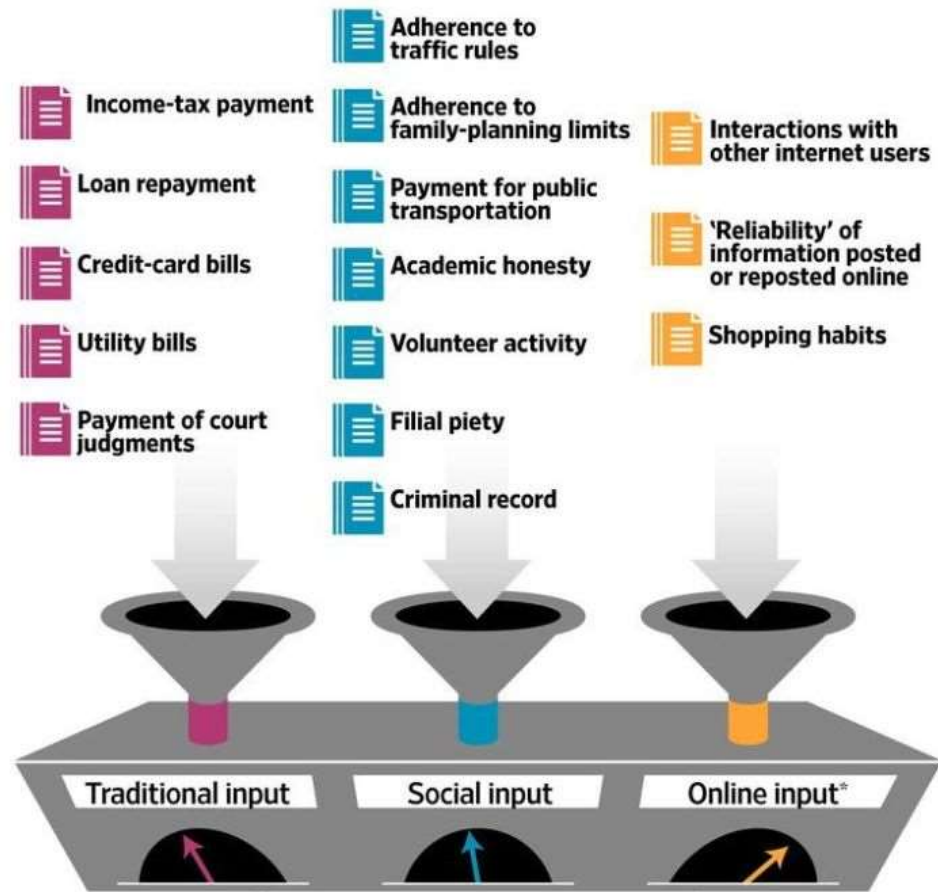 Income-tax payment
Loan repayment
Credit-card bills
Utility bills
Payment of court
judgments
Adherence to
traffic rules
Adherence to
family-planning limits
Payment for public
transportation
Academic honesty
Volunteer activity
Filial piety
Criminal record
Interactions with
other internet users
‘Reliability’ of
information posted
or reposted online
Shopping habits
Traditional input
Social input
Online input*